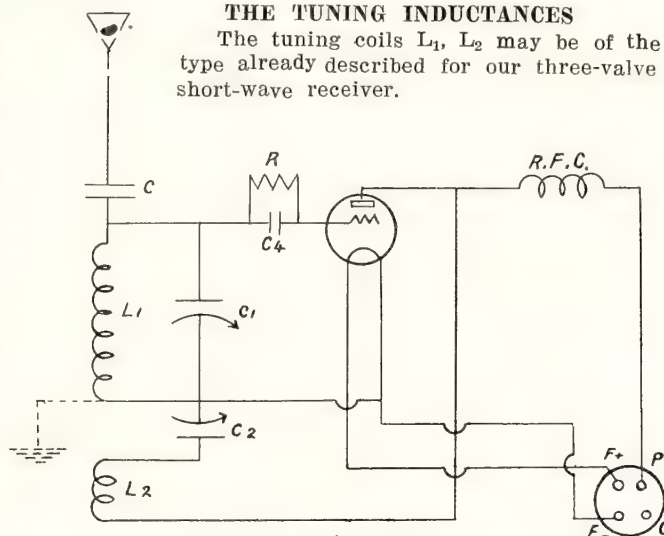 THE TUNING INDUCTANCES
The tuning coils L₁, L₂ may be of the
type already described for our three-valve
short-wave receiver.
R
R.F.C.
C
C4
L1
C1
C2
L2
F+
P
F-